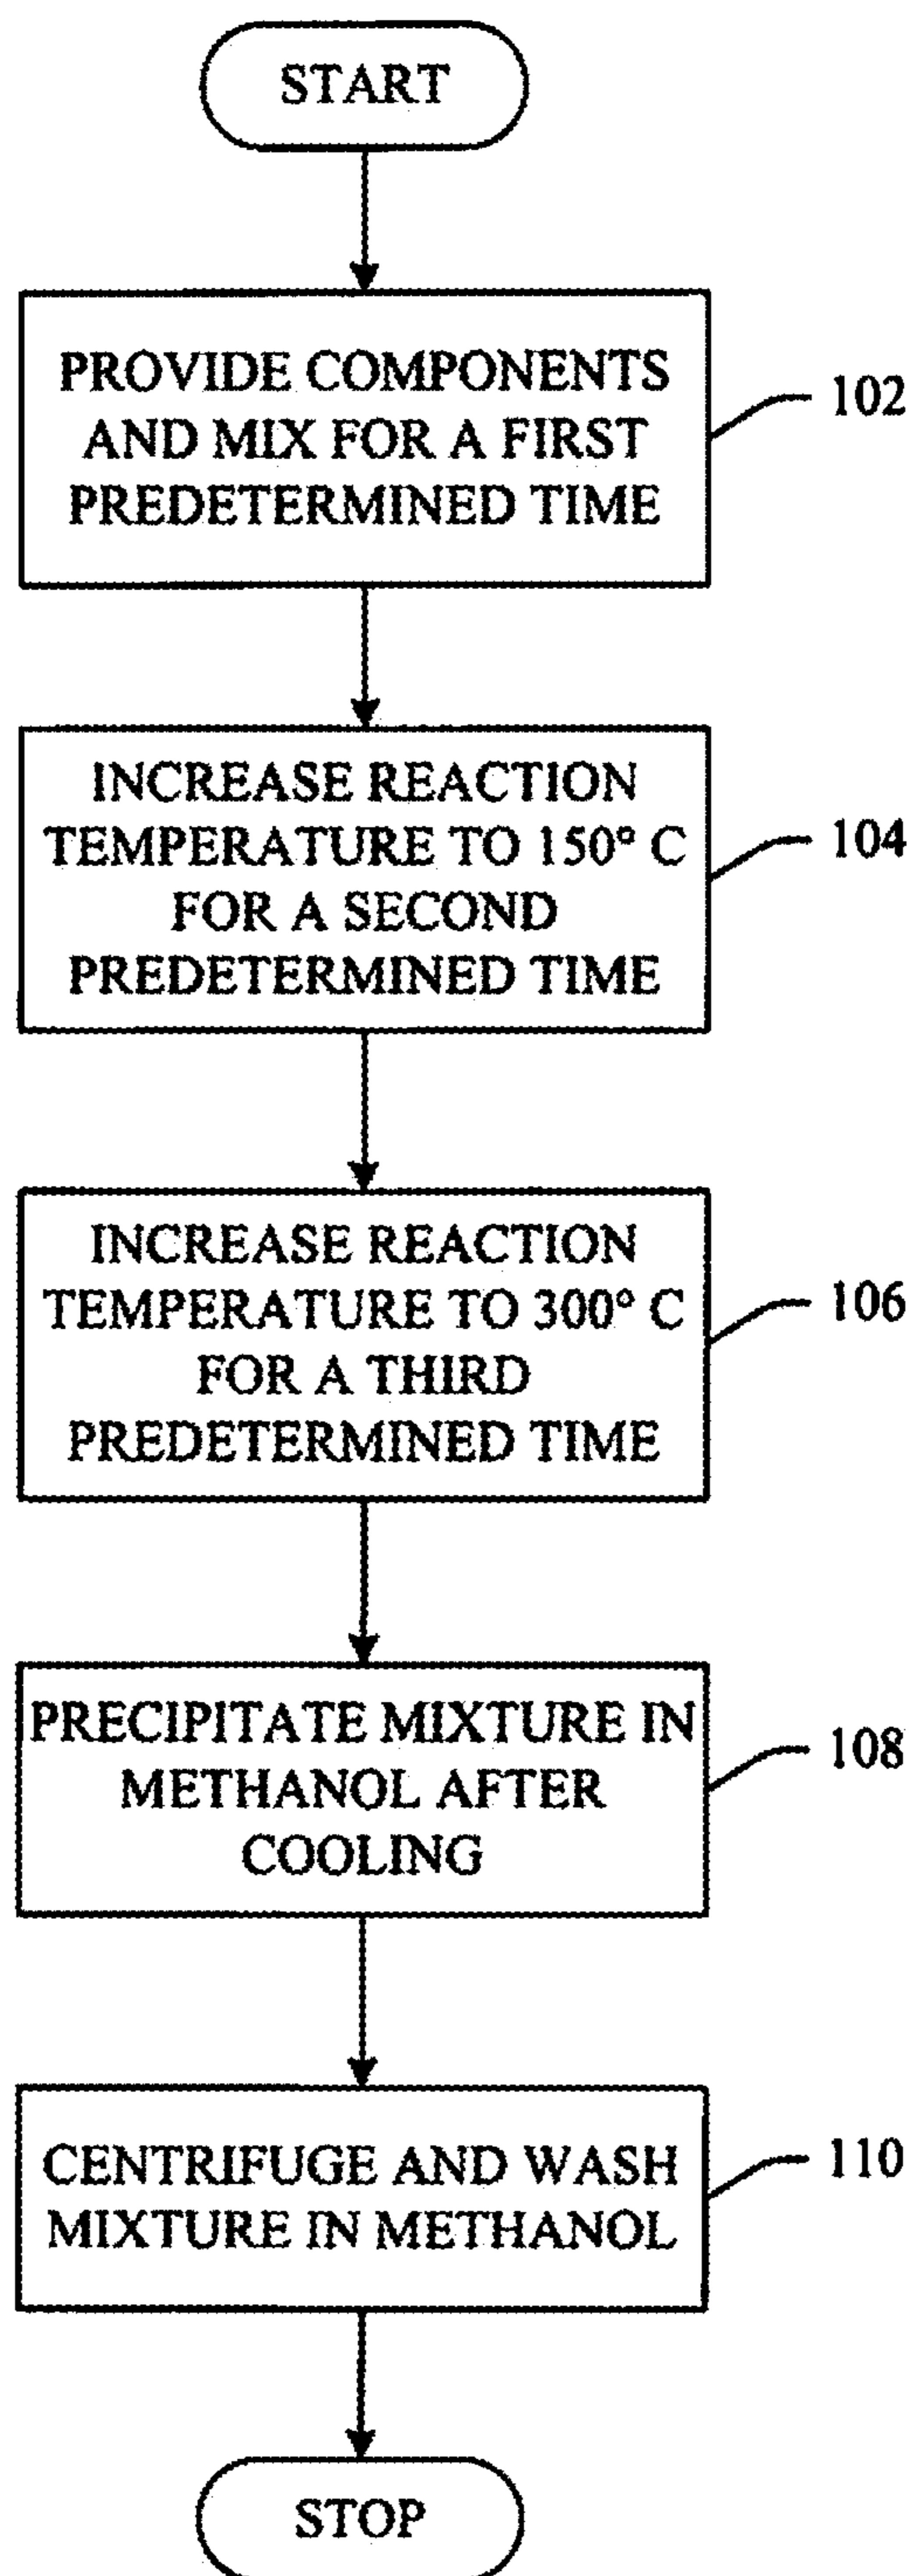 START
PROVIDE COMPONENTS
AND MIX FOR A FIRST
PREDETERMINED TIME
102
INCREASE REACTION
TEMPERATURE TO 150° C
FOR A SECOND
PREDETERMINED TIME
104
INCREASE REACTION
TEMPERATURE TO 300° C
FOR A THIRD
PREDETERMINED TIME
106
PRECIPITATE MIXTURE IN
METHANOL AFTER
COOLING
108
CENTRIFUGE AND WASH
MIXTURE IN METHANOL
110
STOP